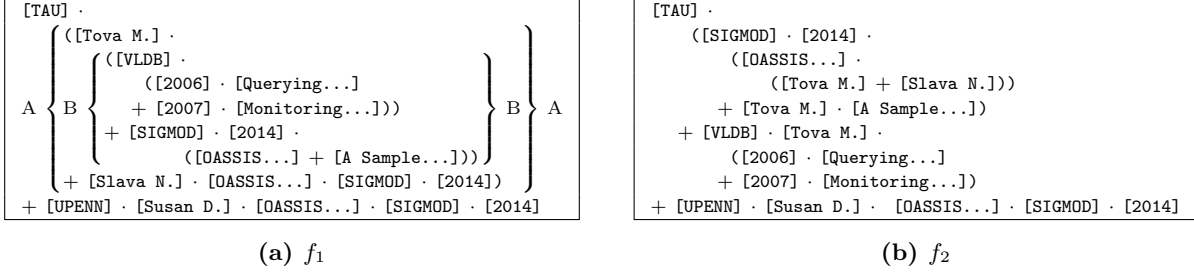 [TAU] ·
([Tova M.] ·
([VLDB] ·
([2006] · [Querying...]
A B + [2007] · [Monitoring...])) B A
+ [SIGMOD] · [2014] ·
([OASSIS...] + [A Sample...]))
+ [Slava N.] · [OASSIS...] · [SIGMOD] · [2014])
+ [UPENN] · [Susan D.] · [OASSIS...] · [SIGMOD] · [2014]
(a) f₁
[TAU] ·
([SIGMOD] · [2014] ·
([OASSIS...] ·
([Tova M.] + [Slava N.]))
+ [Tova M.] · [A Sample...])
+ [VLDB] · [Tova M.] ·
([2006] · [Querying...]
+ [2007] · [Monitoring...])
+ [UPENN] · [Susan D.] · [OASSIS...] · [SIGMOD] · [2014]
(b) f₂